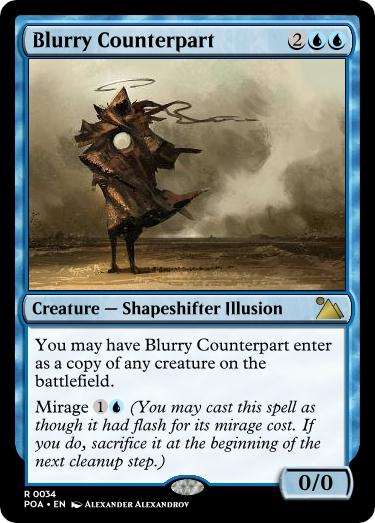 Blurry Counterpart 2
Creature — Shapeshifter Illusion
You may have Blurry Counterpart enter
as a copy of any creature on the
battlefield.
Mirage 1 (You may cast this spell as
though it had flash for its mirage cost. If
you do, sacrifice it at the beginning of the
next cleanup step.)
0/0
R 0034
POA • EN ALEXANDER ALEXANDROV